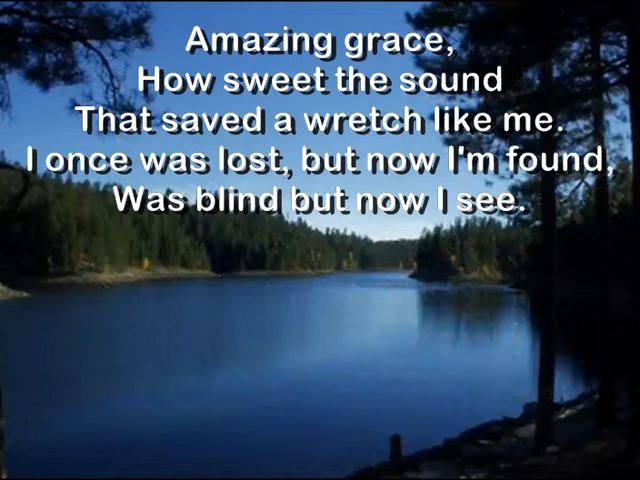 Amazing grace,
How sweet the sound
That saved a wretch like me.
I once was lost, but now I'm found,
Was blind but now I see.